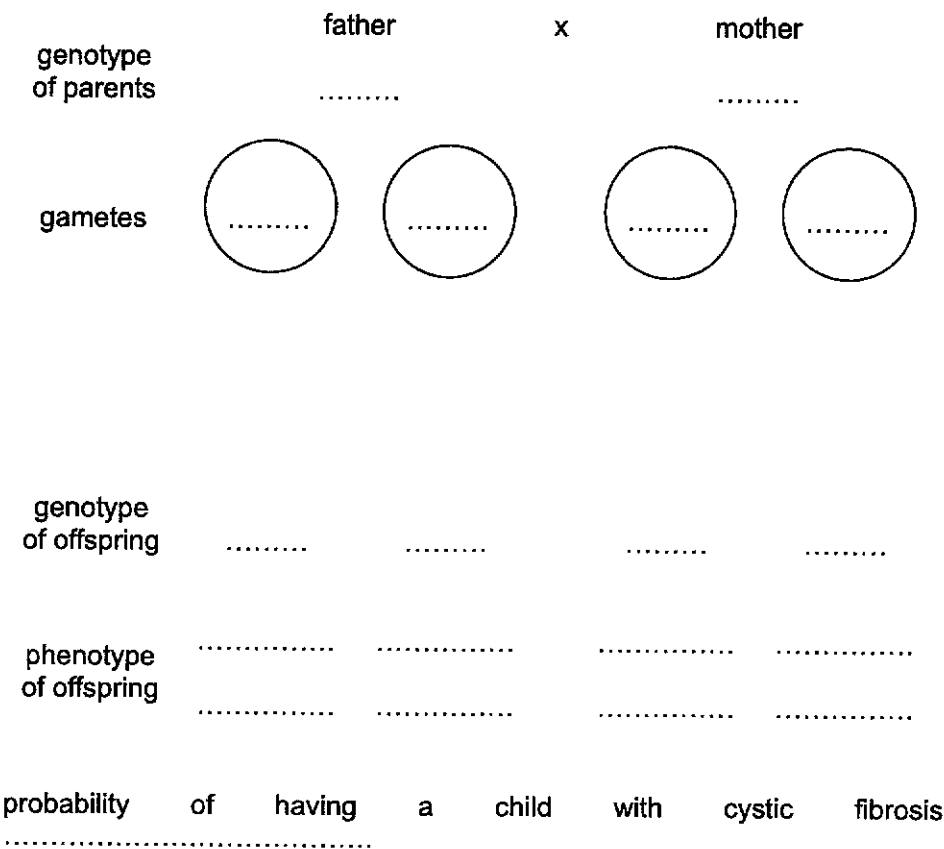 father x mother
genotype
of parents
......... .........
gametes
......... ......... ......... .........
genotype
of offspring
......... ......... ......... .........
phenotype
of offspring
............... ............... ............... ...............
............... ............... ............... ...............
probability of having a child with cystic fibrosis
.........................................